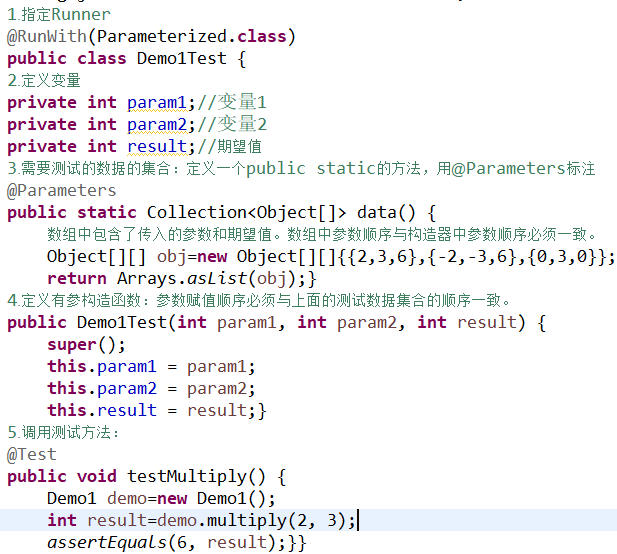 1.指定Runner
@RunWith(Parameterized.class)
public class Demo1Test {
2.定义变量
private int param1;//变量1
private int param2;//变量2
private int result;//期望值
3.需要测试的数据的集合：定义一个public static的方法，用@Parameters标注
@Parameters
public static Collection<Object[]> data() {
数组中包含了传入的参数和期望值。数组中参数顺序与构造器中参数顺序必须一致。
Object[][] obj=new Object[][]{{2,3,6},{-2,-3,6},{0,3,0}};
return Arrays.asList(obj);}
4.定义有参构造函数：参数赋值顺序必须与上面的测试数据集合的顺序一致。
public Demo1Test(int param1, int param2, int result) {
super();
this.param1 = param1;
this.param2 = param2;
this.result = result;}
5.调用测试方法：
@Test
public void testMultiply() {
Demo1 demo=new Demo1();
int result=demo.multiply(2, 3);
assertEquals(6, result);}}